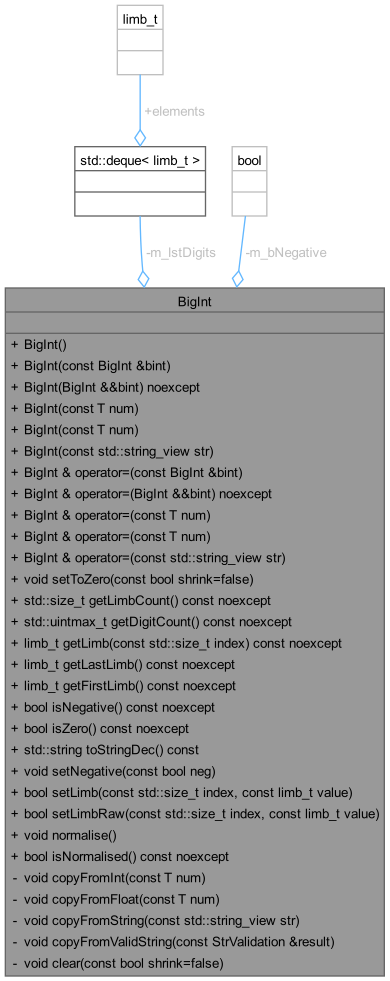 limb_t
+elements
std::deque< limb_t >
bool
-m_lstDigits
-m_bNegative
BigInt
+ BigInt()
+ BigInt(const BigInt &bint)
+ BigInt(BigInt &&bint) noexcept
+ BigInt(const T num)
+ BigInt(const T num)
+ BigInt(const std::string_view str)
+ BigInt & operator=(const BigInt &bint)
+ BigInt & operator=(BigInt &&bint) noexcept
+ BigInt & operator=(const T num)
+ BigInt & operator=(const T num)
+ BigInt & operator=(const std::string_view str)
+ void setToZero(const bool shrink=false)
+ std::size_t getLimbCount() const noexcept
+ std::uintmax_t getDigitCount() const noexcept
+ limb_t getLimb(const std::size_t index) const noexcept
+ limb_t getLastLimb() const noexcept
+ limb_t getFirstLimb() const noexcept
+ bool isNegative() const noexcept
+ bool isZero() const noexcept
+ std::string toStringDec() const
+ void setNegative(const bool neg)
+ bool setLimb(const std::size_t index, const limb_t value)
+ bool setLimbRaw(const std::size_t index, const limb_t value)
+ void normalise()
+ bool isNormalised() const noexcept
- void copyFromInt(const T num)
- void copyFromFloat(const T num)
- void copyFromString(const std::string_view str)
- void copyFromValidString(const StrValidation &result)
- void clear(const bool shrink=false)